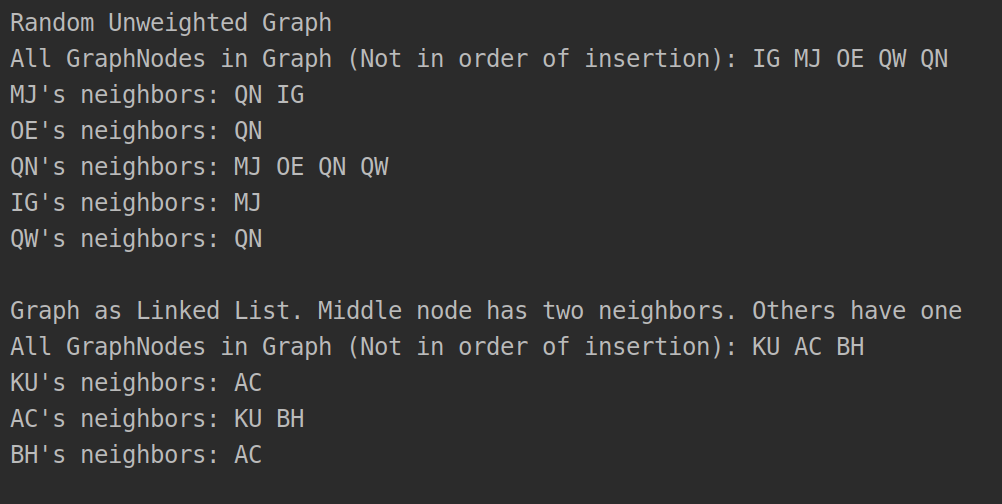 Random Unweighted Graph
All GraphNodes in Graph (Not in order of insertion): IG MJ OE QW QN
MJ's neighbors: QN IG
OE's neighbors: QN
QN's neighbors: MJ OE QN QW
IG's neighbors: MJ
QW's neighbors: QN
Graph as Linked List. Middle node has two neighbors. Others have one
All GraphNodes in Graph (Not in order of insertion): KU AC BH
KU's neighbors: AC
AC's neighbors: KU BH
BH's neighbors: AC